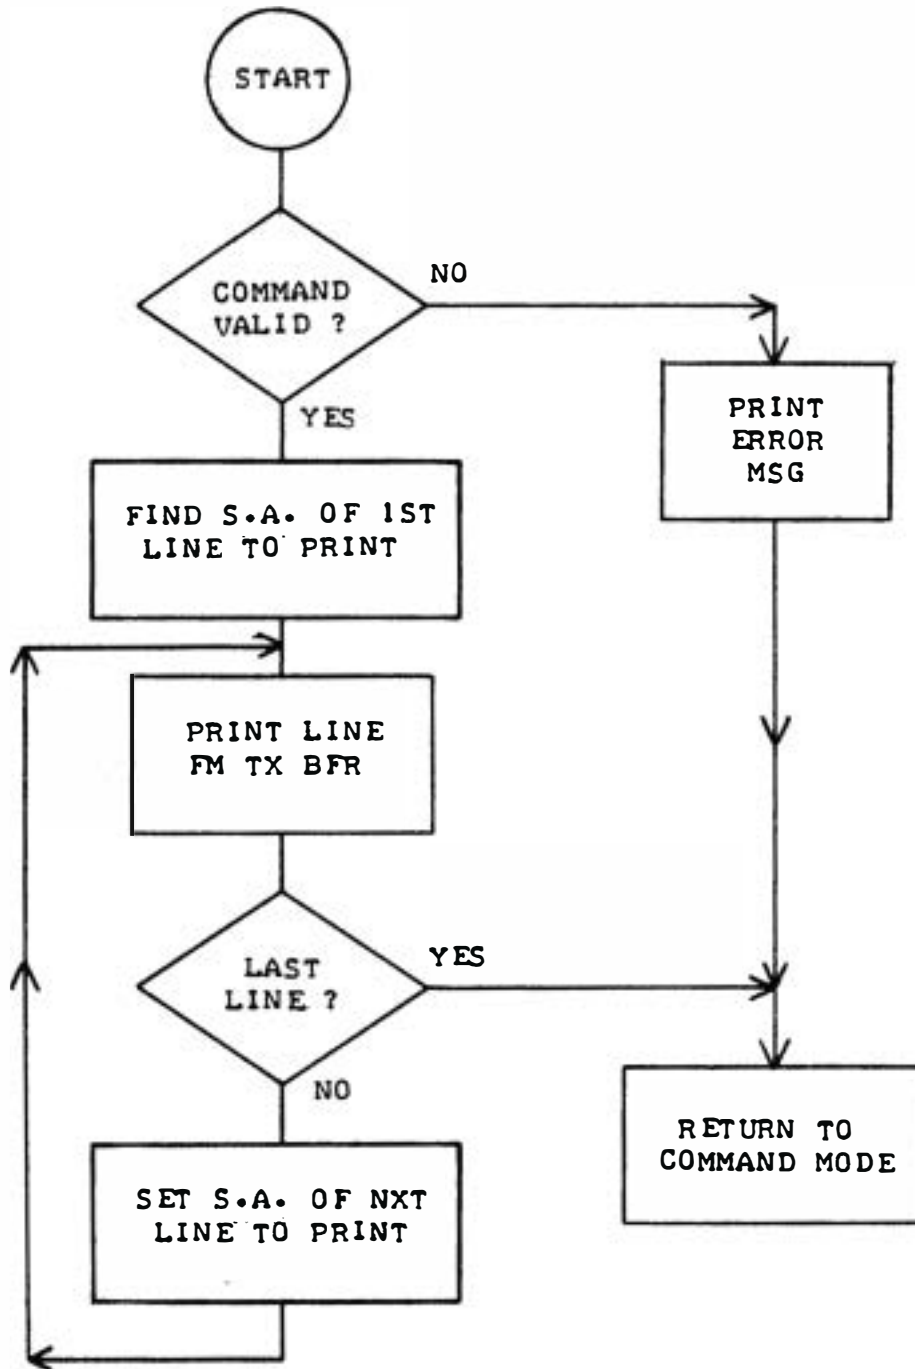 START
COMMAND
VALID ?
NO
YES
PRINT
ERROR
MSG
FIND S.A. OF 1ST
LINE TO PRINT
PRINT LINE
FM TX BFR
LAST
LINE ?
YES
NO
RETURN TO
COMMAND MODE
SET S.A. OF NXT
LINE TO PRINT